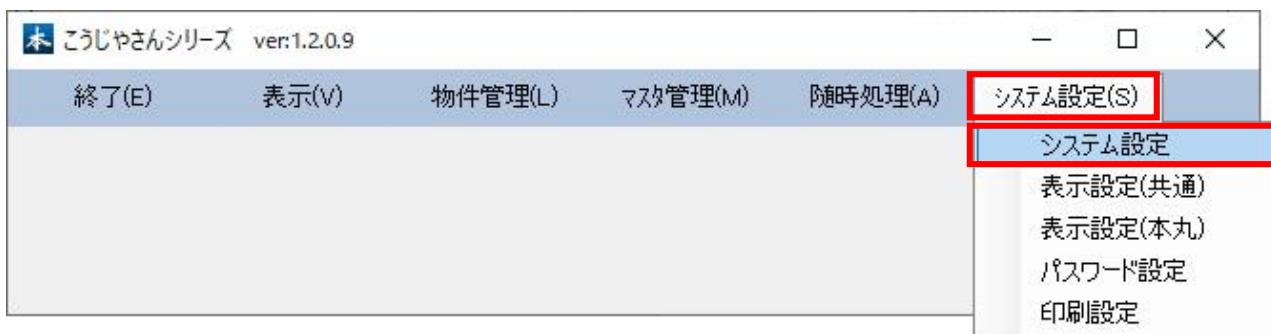 本 こうじやさんシリーズ ver:1.2.0.9
終了(E) 表示(V) 物件管理(L) ﾏｽﾀ管理(M) 随時処理(A) ｼｽﾃﾑ設定(S)
システム設定
表示設定(共通)
表示設定(本丸)
パスワード設定
印刷設定